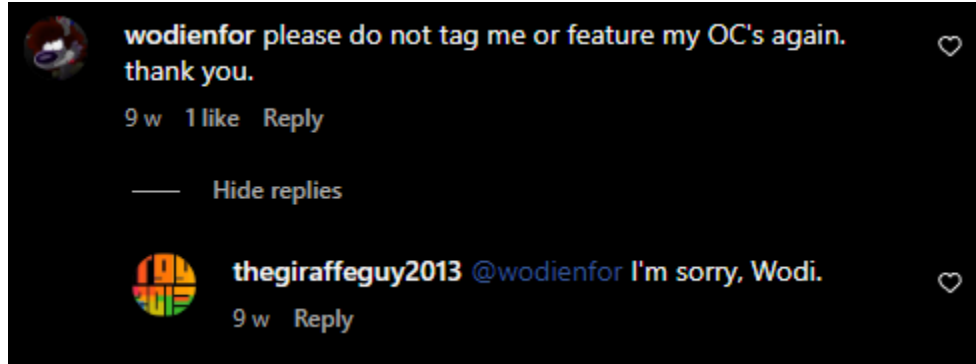 wodienfor please do not tag me or feature my OC's again.
thank you.
9 w 1 like Reply
Hide replies
thegiraffeguy2013 @wodienfor I'm sorry, Wodi.
9 w Reply